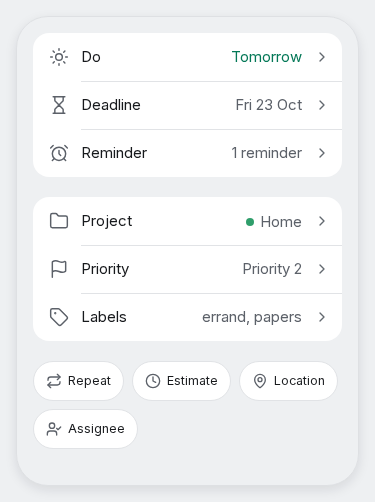 Do Tomorrow
Deadline Fri 23 Oct
Reminder 1 reminder
Project Home
Priority Priority 2
Labels errand, papers
Repeat Estimate Location
Assignee